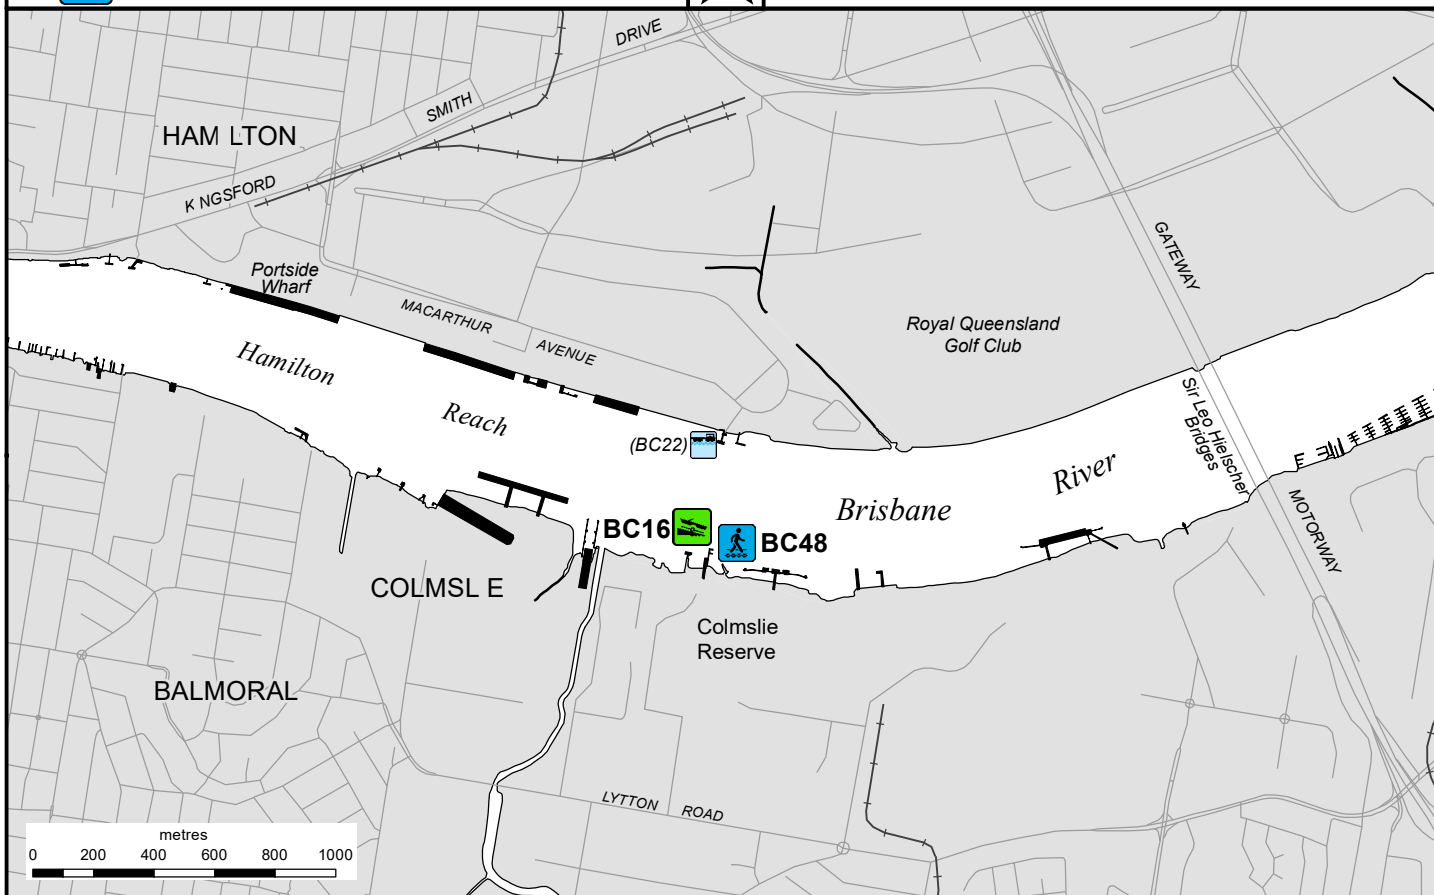 DRIVE
SMITH
HAM LTON
K NGSFORD
Portside
Wharf
MACARTHUR
AVENUE
GATEWAY
Royal Queensland
Golf Club
Hamilton
Reach
(BC22)
Sir Leo Hielscher
Bridges
River
Brisbane
BC16
BC48
MOTORWAY
COLMSL E
Colmslie
Reserve
BALMORAL
LYTTON ROAD
metres
0 200 400 600 800 1000